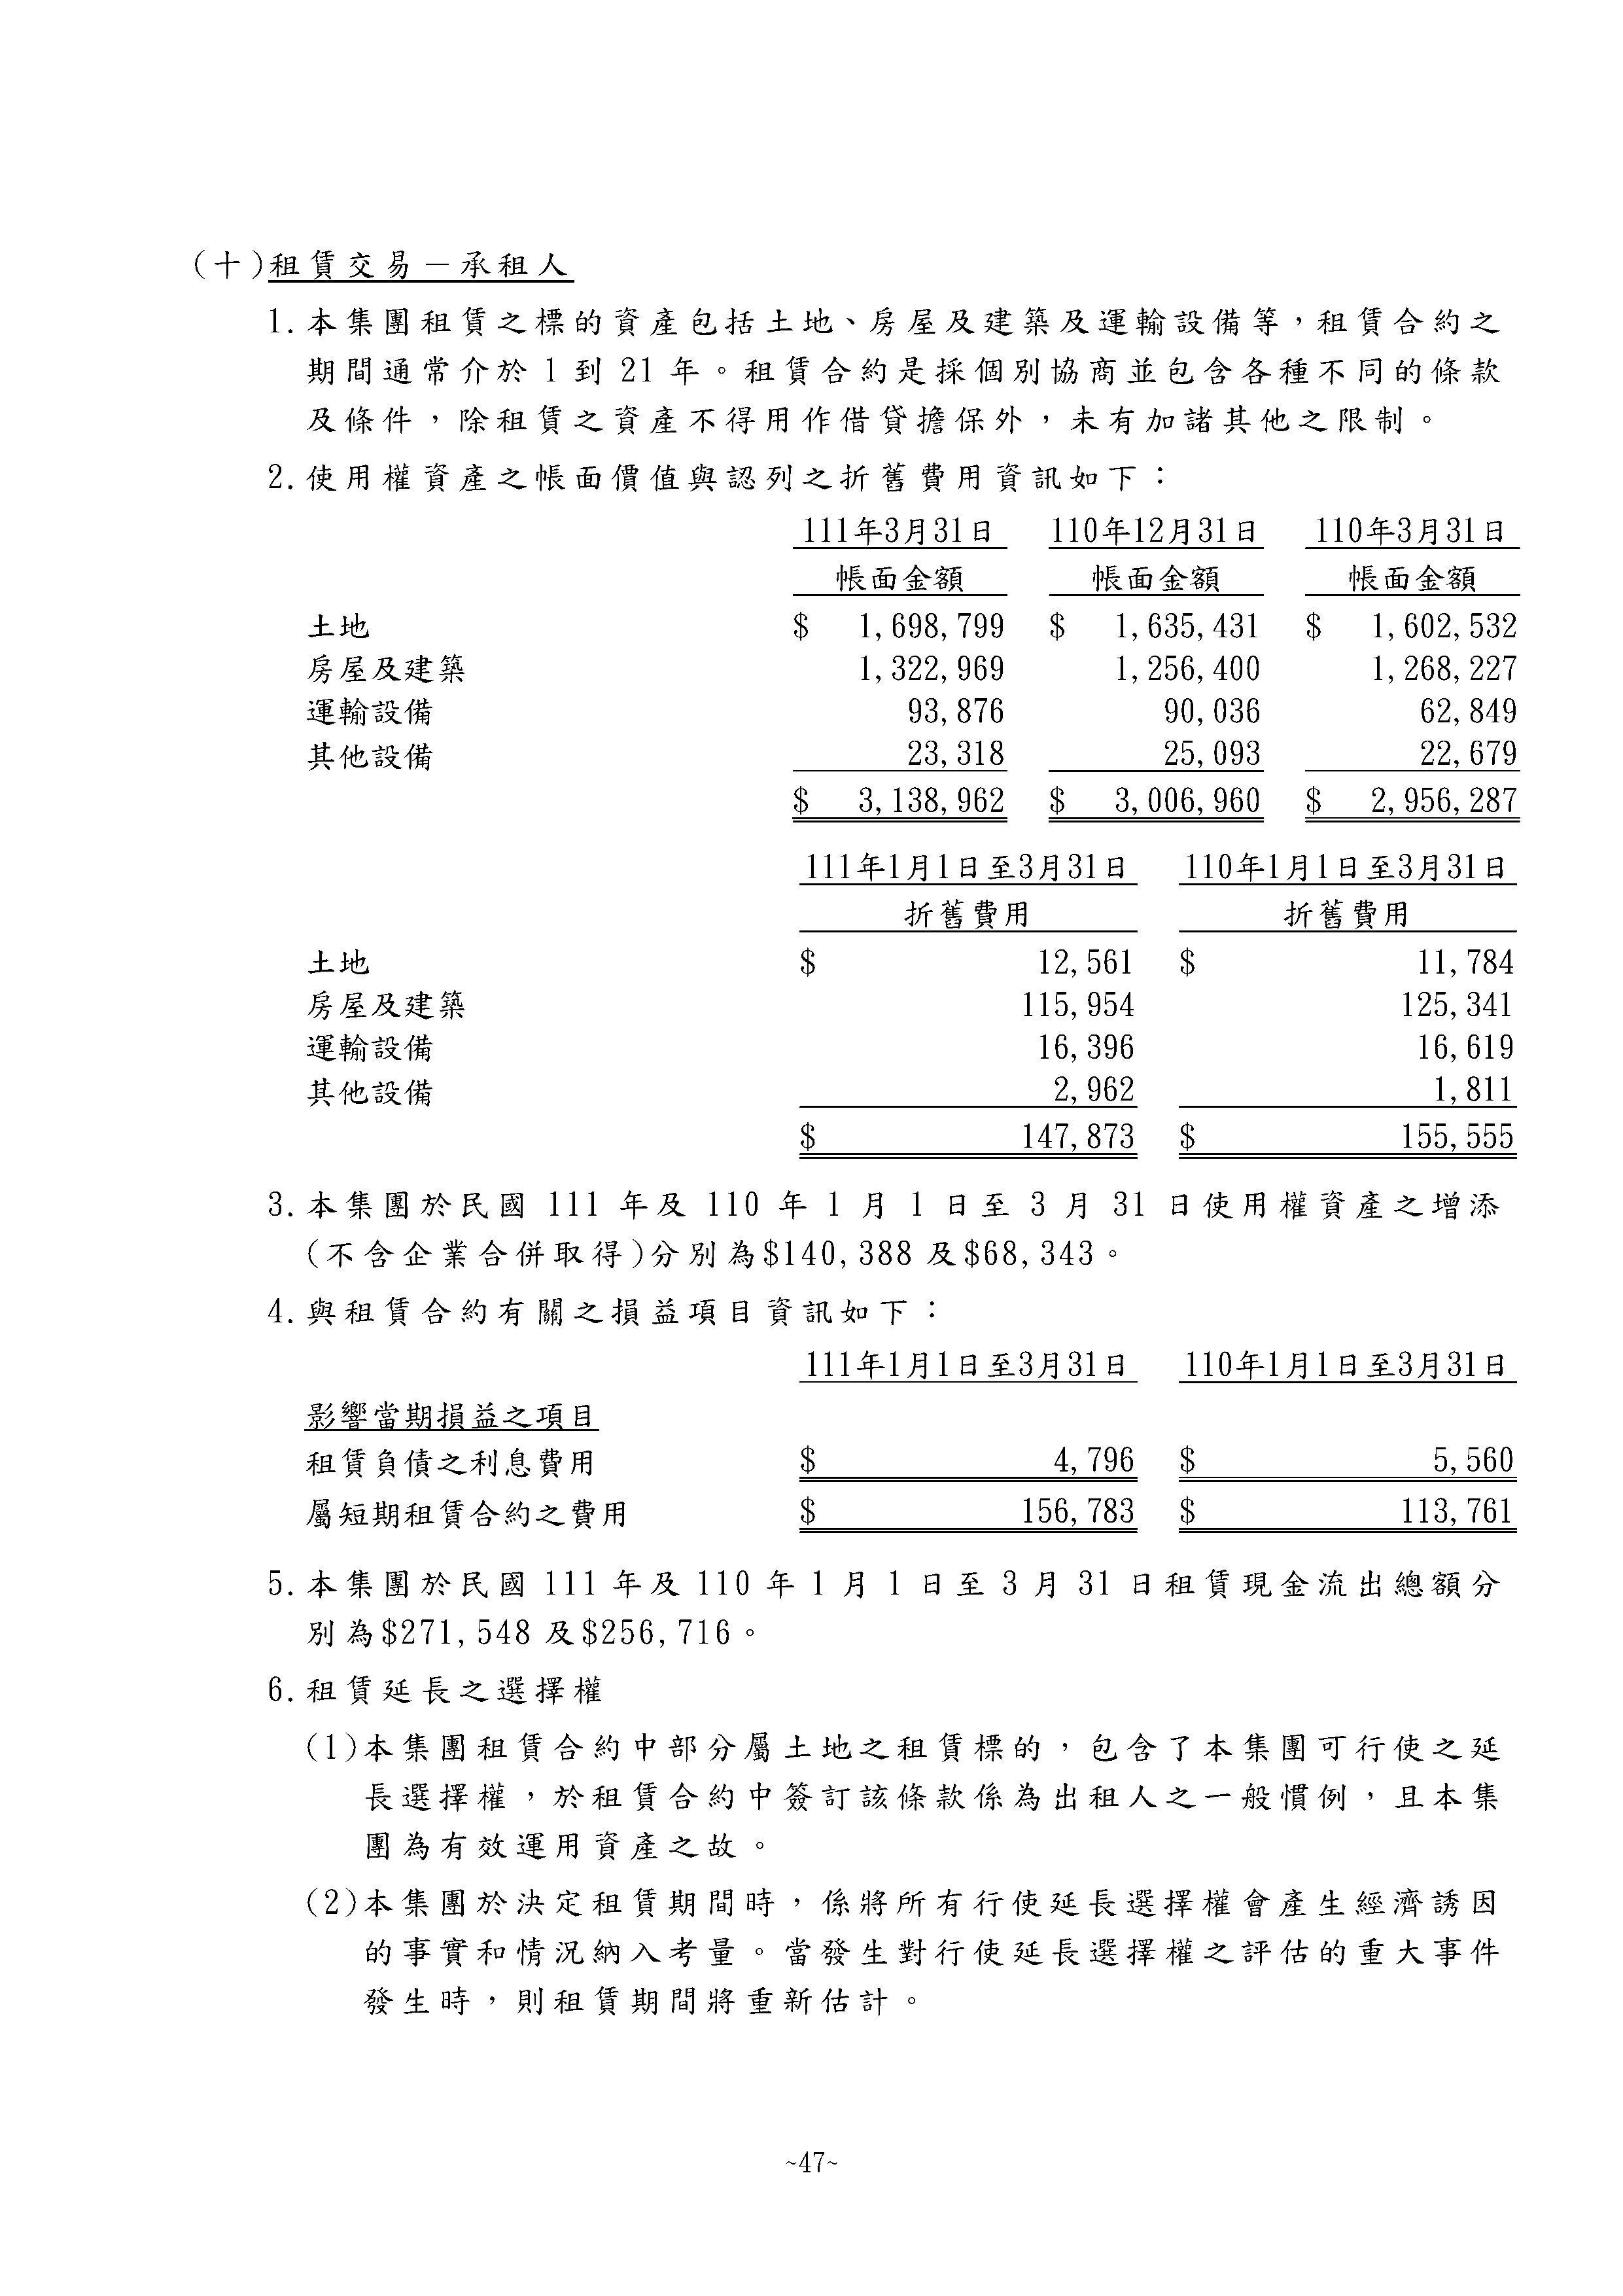 (十)租賃交易－承租人
1.本集團租賃之標的資產包括土地、房屋及建築及運輸設備等，租賃合約之
期間通常介於 1 到 21 年。租賃合約是採個別協商並包含各種不同的條款
及條件，除租賃之資產不得用作借貸擔保外，未有加諸其他之限制。
2.使用權資產之帳面價值與認列之折舊費用資訊如下：
111年3月31日 110年12月31日 110年3月31日
帳面金額 帳面金額 帳面金額
土地 $ 1,698,799 $ 1,635,431 $ 1,602,532
房屋及建築 1,322,969 1,256,400 1,268,227
運輸設備 93,876 90,036 62,849
其他設備 23,318 25,093 22,679
$ 3,138,962 $ 3,006,960 $ 2,956,287
111年1月1日至3月31日 110年1月1日至3月31日
折舊費用 折舊費用
土地 $ 12,561 $ 11,784
房屋及建築 115,954 125,341
運輸設備 16,396 16,619
其他設備 2,962 1,811
$ 147,873 $ 155,555
3.本集團於民國 111 年及 110 年 1 月 1 日至 3 月 31 日使用權資產之增添
(不含企業合併取得)分別為$140,388 及$68,343。
4.與租賃合約有關之損益項目資訊如下：
111年1月1日至3月31日 110年1月1日至3月31日
影響當期損益之項目
租賃負債之利息費用 $ 4,796 $ 5,560
屬短期租賃合約之費用 $ 156,783 $ 113,761
5.本集團於民國 111 年及 110 年 1 月 1 日至 3 月 31 日租賃現金流出總額分
別為$271,548 及$256,716。
6.租賃延長之選擇權
(1)本集團租賃合約中部分屬土地之租賃標的，包含了本集團可行使之延
長選擇權，於租賃合約中簽訂該條款係為出租人之一般慣例，且本集
團為有效運用資產之故。
(2)本集團於決定租賃期間時，係將所有行使延長選擇權會產生經濟誘因
的事實和情況納入考量。當發生對行使延長選擇權之評估的重大事件
發生時，則租賃期間將重新估計。
~47~